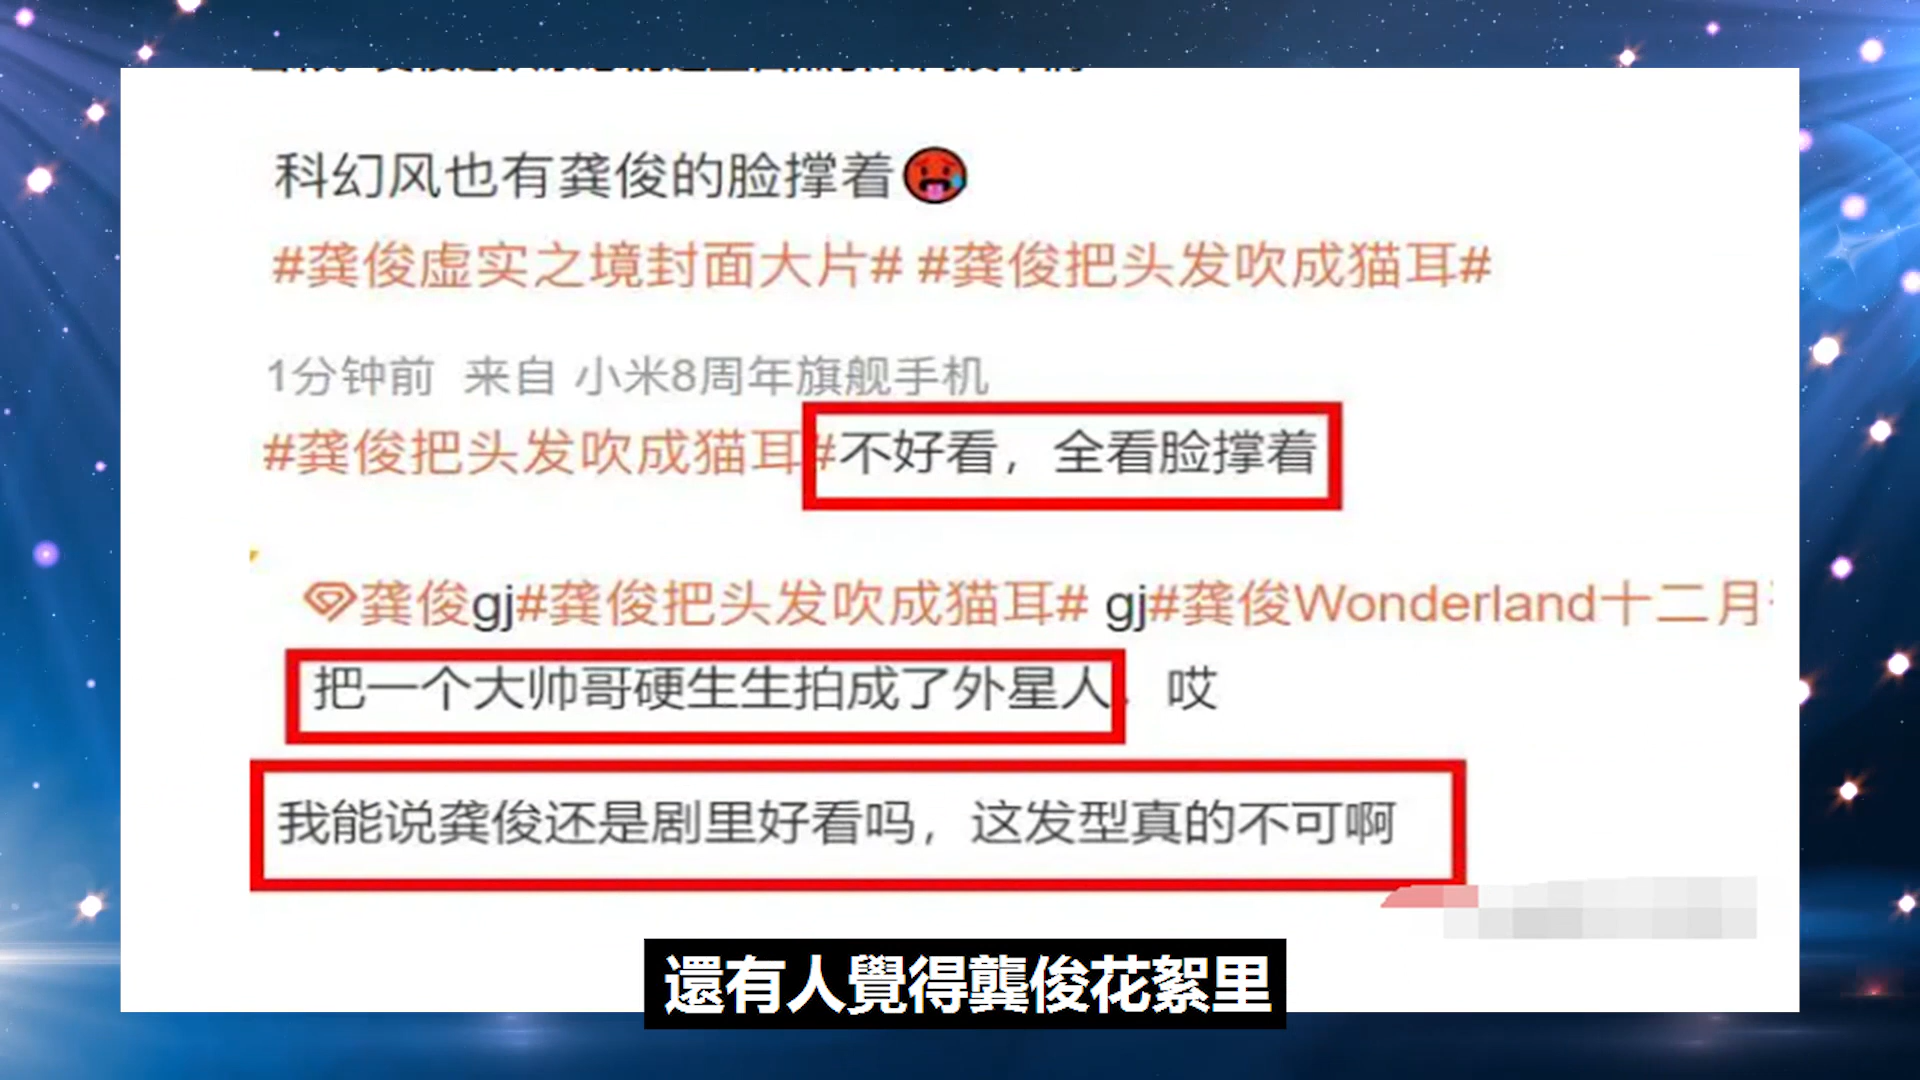 科幻风也有龚俊的脸撑着🥵
#龚俊虚实之境封面大片# #龚俊把头发吹成猫耳#
1分钟前 来自 小米8周年旗舰手机
#龚俊把头发吹成猫耳#不好看，全看脸撑着
龚俊gj#龚俊把头发吹成猫耳# gj#龚俊Wonderland十二月
把一个大帅哥硬生生拍成了外星人，哎
我能说龚俊还是剧里好看吗，这发型真的不可啊
還有人覺得龔俊花絮里